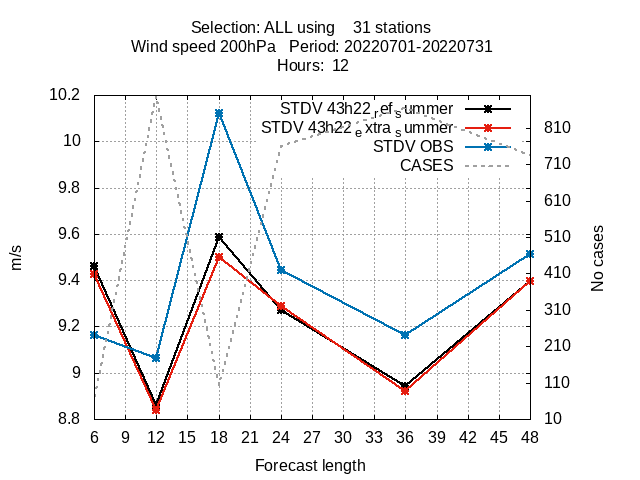 Selection: ALL using    31 stations
Wind speed 200hPa   Period: 20220701-20220731
Hours:  12
10.2
10
9.8
9.6
9.4
9.2
9
8.8
m/s
STDV 43h22_ref_summer
STDV 43h22_extra_summer
STDV OBS
CASES
810
710
610
510
410
310
210
110
10
No cases
6 9 12 15 18 21 24 27 30 33 36 39 42 45 48
Forecast length